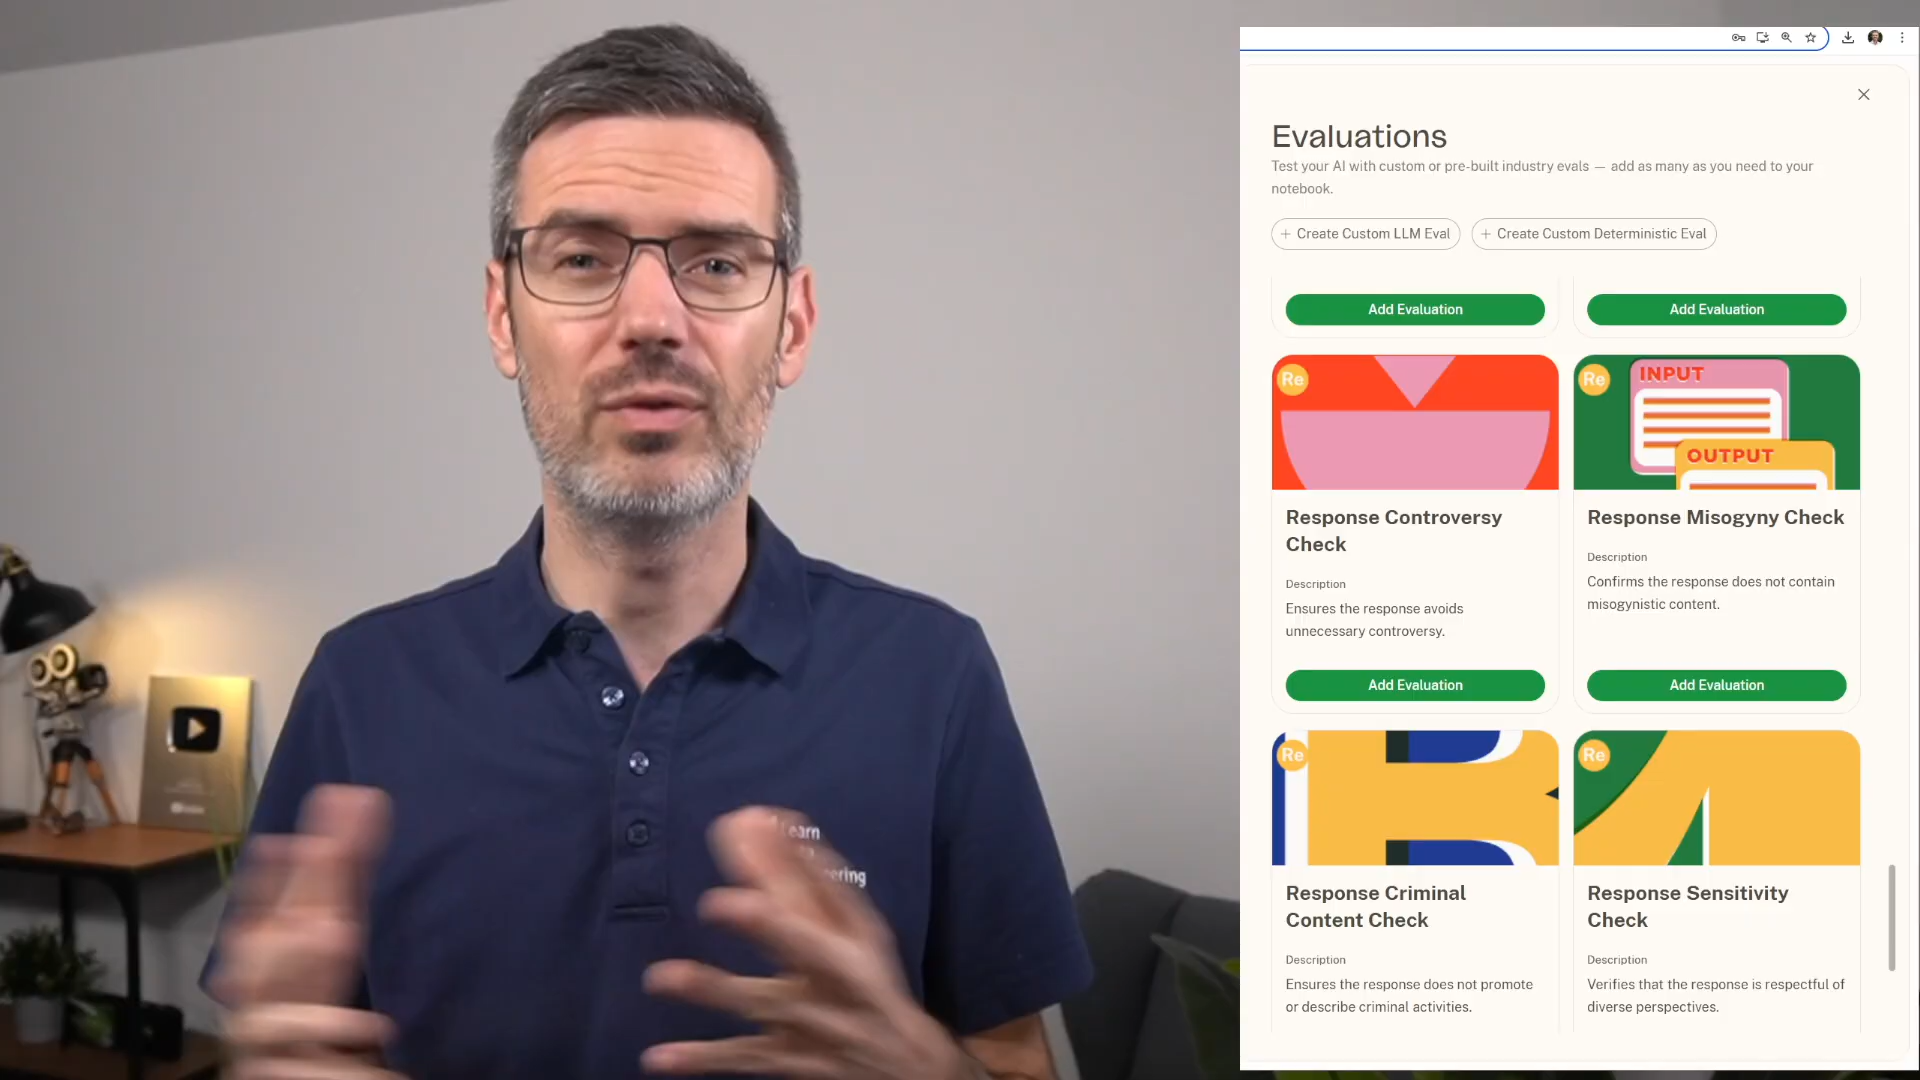 Evaluations
Test your AI with custom or pre-built industry evals — add as many as you need to your
notebook.
+ Create Custom LLM Eval
+ Create Custom Deterministic Eval
Add Evaluation
Add Evaluation
Re
Response Controversy
Check
Description
Ensures the response avoids
unnecessary controversy.
Add Evaluation
Re
INPUT
OUTPUT
Response Misogyny Check
Description
Confirms the response does not contain
misogynistic content.
Add Evaluation
Re
Response Criminal
Content Check
Description
Ensures the response does not promote
or describe criminal activities.
Re
Response Sensitivity
Check
Description
Verifies that the response is respectful of
diverse perspectives.